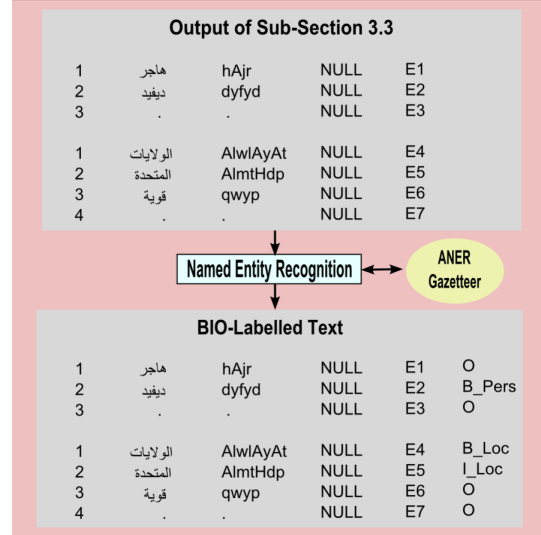 Output of Sub-Section 3.3
1 هاجر hAjr NULL E1
2 ديفيد dyfyd NULL E2
3 . . NULL E3
1 الولايات AlwlAyAt NULL E4
2 المتحدة AlmtHdp NULL E5
3 قوية qwyp NULL E6
4 . . NULL E7
Named Entity Recognition
ANER
Gazetteer
BIO-Labelled Text
1 هاجر hAjr NULL E1 O
2 ديفيد dyfyd NULL E2 B_Pers
3 . . NULL E3 O
1 الولايات AlwlAyAt NULL E4 B_Loc
2 المتحدة AlmtHdp NULL E5 I_Loc
3 قوية qwyp NULL E6 O
4 . . NULL E7 O